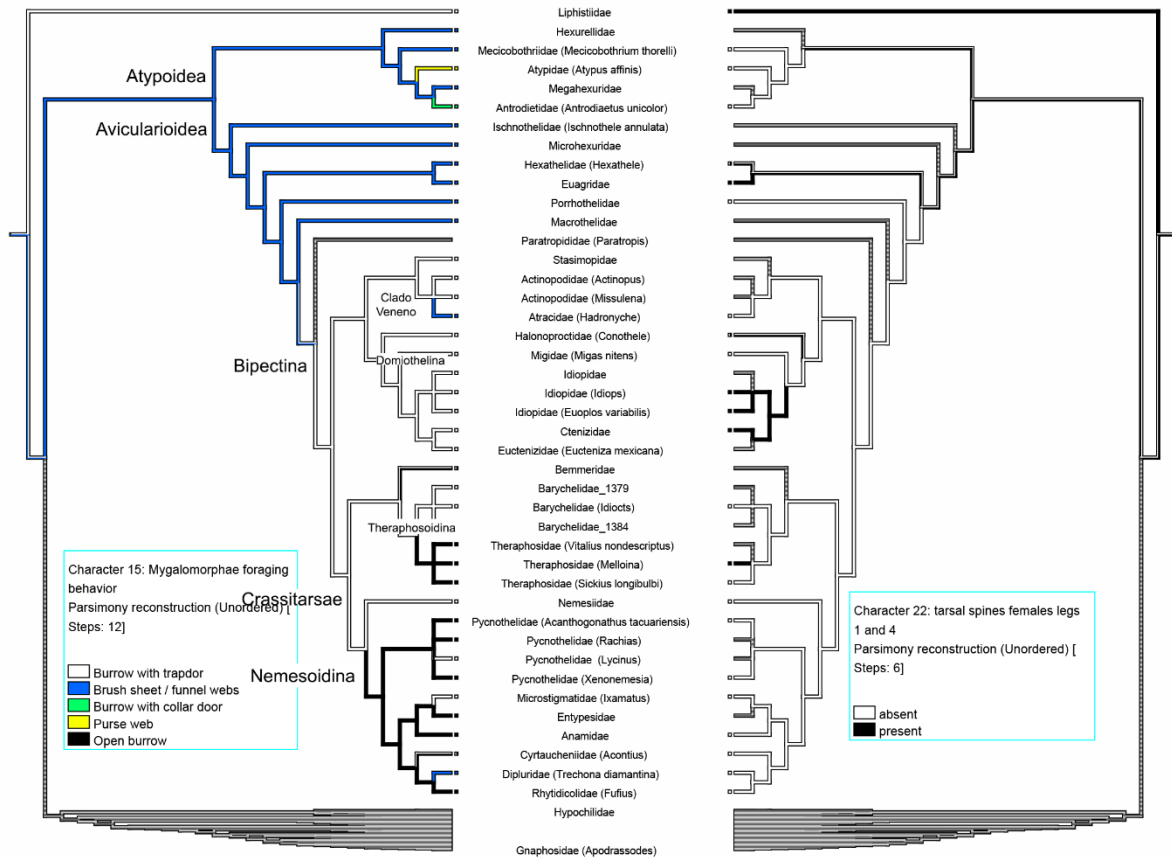 Liphistiidae
Hexurellidae
Mecicobothriidae (Mecicobothrium thorelli)
Atypoidea
Atypidae (Atypus affinis)
Megahexuridae
Antrodietidae (Antrodiaetus unicolor)
Avicularioidea
Ischnothelidae (Ischnothele annulata)
Microhexuridae
Hexathelidae (Hexathele)
Euagridae
Porrhothelidae
Macrothelidae
Paratropididae (Paratropis)
Stasimopidae
Actinopodidae (Actinopus)
Clado
Veneno
Actinopodidae (Missulena)
Atracidae (Hadronyche)
Halonoproctidae (Conothele)
Bipectina
Domiothelina
Migidae (Migas nitens)
Idiopidae
Idiopidae (Idiops)
Idiopidae (Euoplos variabilis)
Ctenizidae
Euctenizidae (Eucteniza mexicana)
Bemmeridae
Barychelidae_1379
Barychelidae (Idiocts)
Theraphosoidina
Barychelidae_1384
Theraphosidae (Vitalius nondescriptus)
Theraphosidae (Melloina)
Theraphosidae (Sickius longibulbi)
Crassitarsae
Nemesiidae
Pycnothelidae (Acanthogonathus tacuariensis)
Pycnothelidae (Rachias)
Pycnothelidae (Lycinus)
Nemesoidina
Pycnothelidae (Xenonemesia)
Microstigmatidae (Ixamatus)
Entypesidae
Anamidae
Cyrtaucheniidae (Acontius)
Dipluridae (Trechona diamantina)
Rhytidicolidae (Fufius)
Hypochilidae
Gnaphosidae (Apodrassodes)
Character 15: Mygalomorphae foraging
behavior
Parsimony reconstruction (Unordered) [
Steps: 12]
Burrow with trapdor
Brush sheet / funnel webs
Burrow with collar door
Purse web
Open burrow
Character 22: tarsal spines females legs
1 and 4
Parsimony reconstruction (Unordered) [
Steps: 6]
absent
present